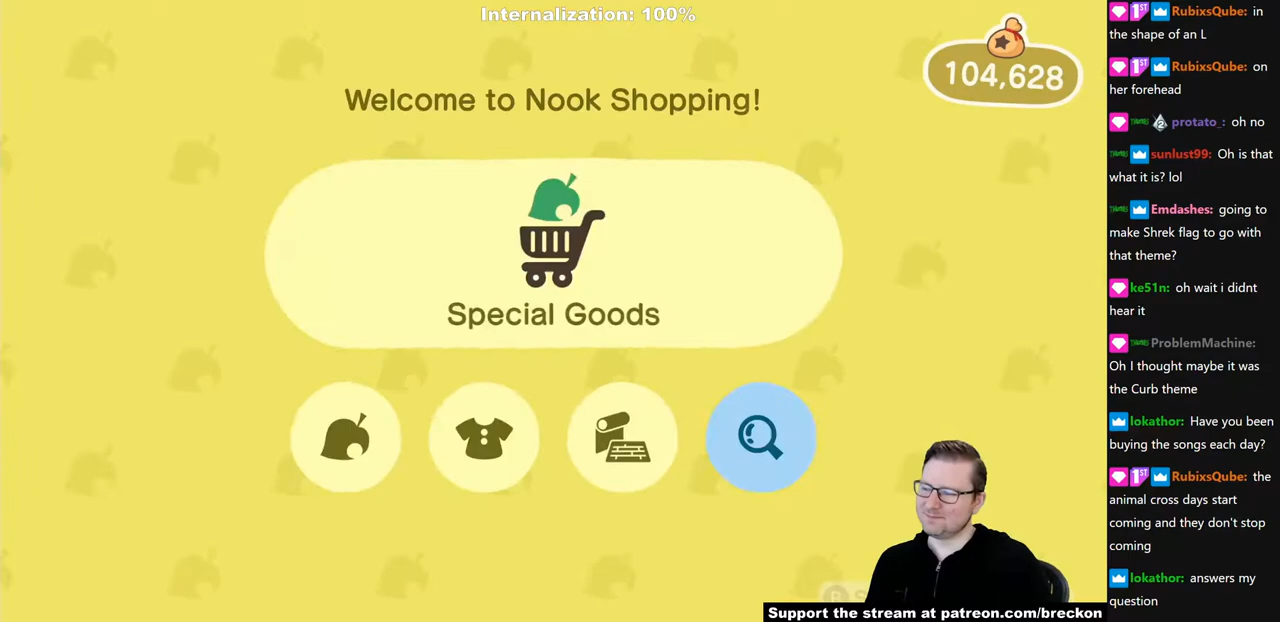 Internalization: 100%
104,628
Welcome to Nook Shopping!
Special Goods
Support the stream at patreon.com/breckon
1ST RubixsQube: in
the shape of an L
1ST RubixsQube: on
her forehead
protato_: oh no
sunlust99: Oh is that
what it is? lol
Emdashes: going to
make Shrek flag to go with
that theme?
ke51n: oh wait i didnt
hear it
ProblemMachine:
Oh I thought maybe it was
the Curb theme
lokathor: Have you been
buying the songs each day?
1ST RubixsQube: the
animal cross days start
coming and they don't stop
coming
lokathor: answers my
question